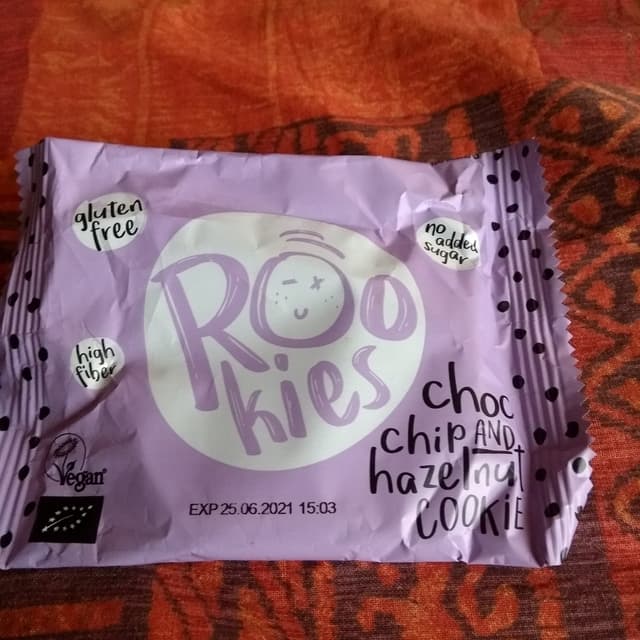 gluten
free
no
added
sugar
Roo
kies
high
fiber
choc
chip AND
hazelnut
COOKIE
Vegan
EXP 25.06.2021 15:03